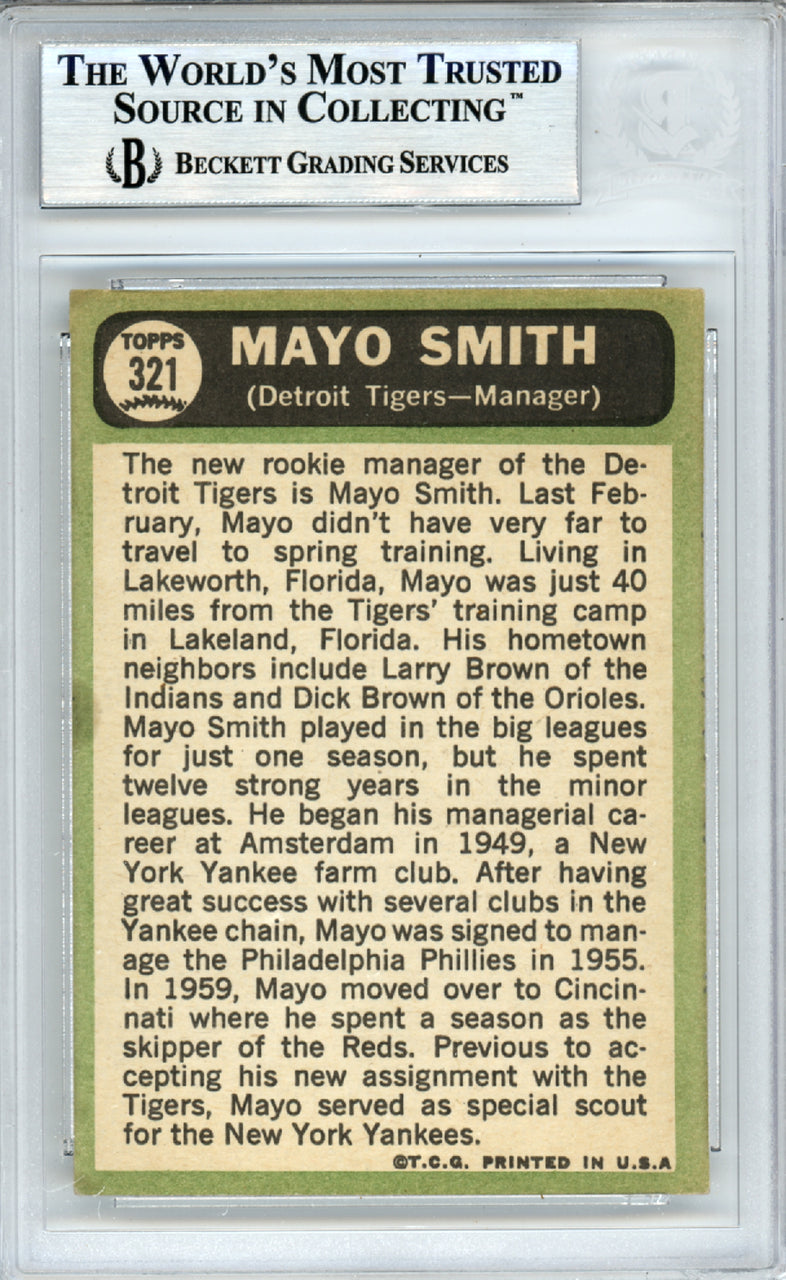 THE WORLD'S MOST TRUSTED
SOURCE IN COLLECTING™
B BECKETT GRADING SERVICES
TOPPS
321
MAYO SMITH
(Detroit Tigers—Manager)
The new rookie manager of the De-
troit Tigers is Mayo Smith. Last Feb-
ruary, Mayo didn't have very far to
travel to spring training. Living in
Lakeworth, Florida, Mayo was just 40
miles from the Tigers' training camp
in Lakeland, Florida. His hometown
neighbors include Larry Brown of the
Indians and Dick Brown of the Orioles.
Mayo Smith played in the big leagues
for just one season, but he spent
twelve strong years in the minor
leagues. He began his managerial ca-
reer at Amsterdam in 1949, a New
York Yankee farm club. After having
great success with several clubs in the
Yankee chain, Mayo was signed to man-
age the Philadelphia Phillies in 1955.
In 1959, Mayo moved over to Cincin-
nati where he spent a season as the
skipper of the Reds. Previous to ac-
cepting his new assignment with the
Tigers, Mayo served as special scout
for the New York Yankees.
©T.C.G. PRINTED IN U.S.A